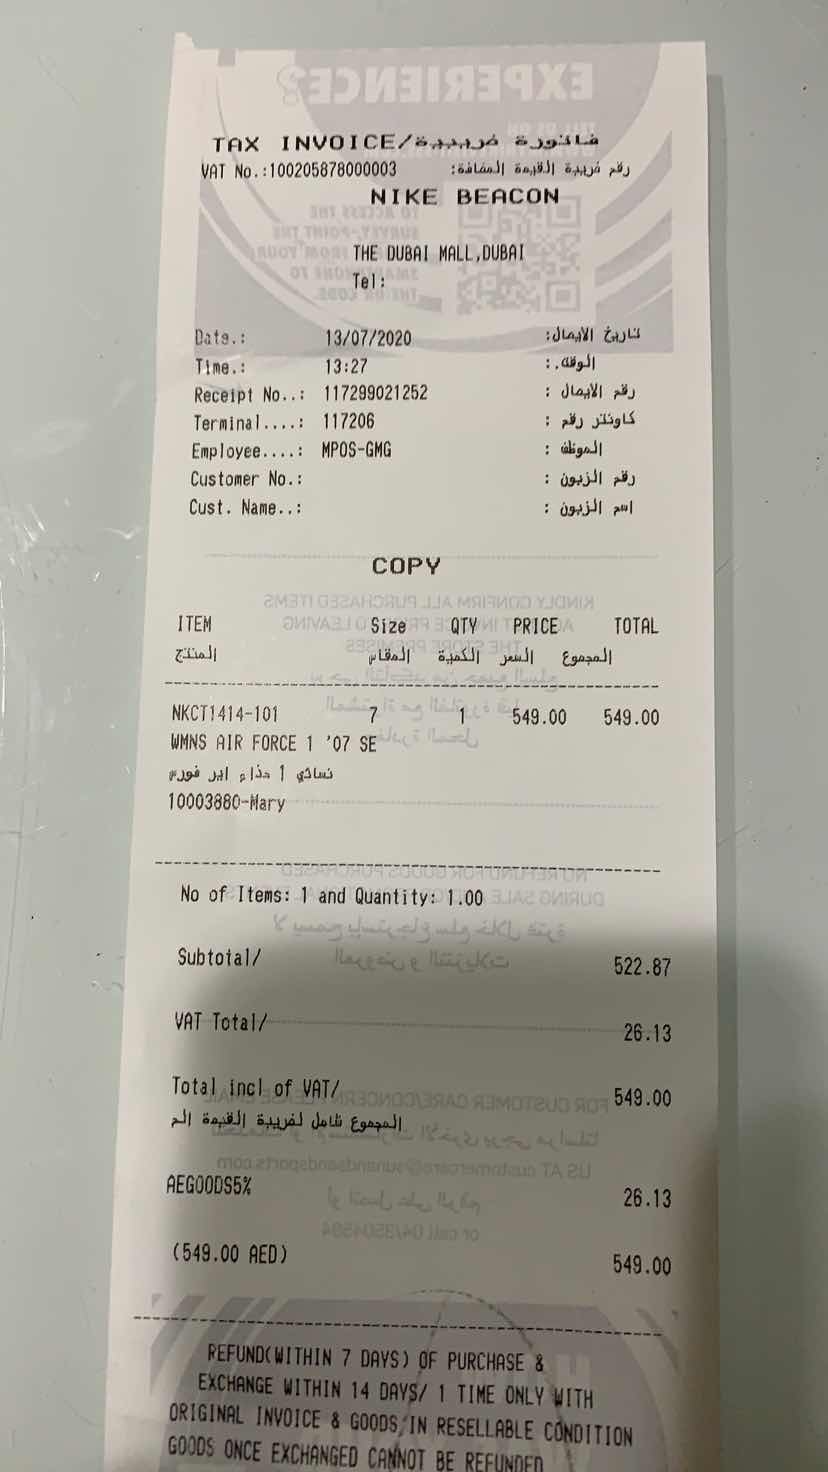 TAX INVOICE/فاتورة ضريبية
VAT No.:100205878000003 رقم ضريبة القيمة المضافة:
NIKE BEACON
THE DUBAI MALL,DUBAI
Tel:
Date.: 13/07/2020 تاريخ الايصال:
Time.: 13:27 الوقت.:
Receipt No..: 117299021252 رقم الايصال :
Terminal....: 117206 كاونتر رقم :
Employee....: MPOS-GMG الموظف :
Customer No.: رقم الزبون :
Cust. Name..: اسم الزبون :
COPY
ITEM Size QTY PRICE TOTAL
المنتج المقاس الكمية السعر المجموع
NKCT1414-101 7 1 549.00 549.00
WMNS AIR FORCE 1 '07 SE
نسائي 1 حذاء اير فورس
10003880-Mary
No of Items: 1 and Quantity: 1.00
Subtotal/ 522.87
VAT Total/ 26.13
Total incl of VAT/ 549.00
المجموع شامل لضريبة القيمة الم
AEGOODS5% 26.13
(549.00 AED) 549.00
REFUND(WITHIN 7 DAYS) OF PURCHASE &
EXCHANGE WITHIN 14 DAYS/ 1 TIME ONLY WITH
ORIGINAL INVOICE & GOODS IN RESELLABLE CONDITION
GOODS ONCE EXCHANGED CANNOT BE REFUNDED